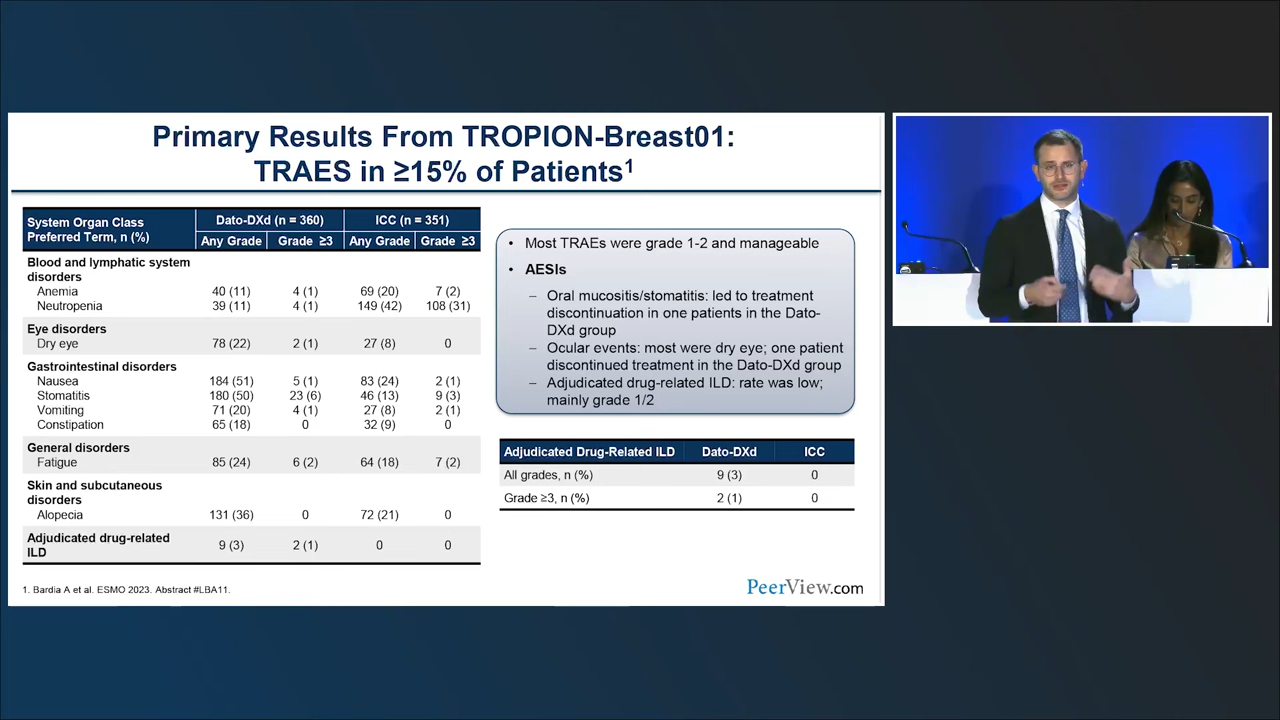 Primary Results From TROPION-Breast01:
TRAES in ≥15% of Patients¹
System Organ Class Preferred Term, n (%) Dato-DXd (n = 360) ICC (n = 351)
Any Grade Grade ≥3 Any Grade Grade ≥3
Blood and lymphatic system
disorders
Anemia 40 (11) 4 (1) 69 (20) 7 (2)
Neutropenia 39 (11) 4 (1) 149 (42) 108 (31)
Eye disorders
Dry eye 78 (22) 2 (1) 27 (8) 0
Gastrointestinal disorders
Nausea 184 (51) 5 (1) 83 (24) 2 (1)
Stomatitis 180 (50) 23 (6) 46 (13) 9 (3)
Vomiting 71 (20) 4 (1) 27 (8) 2 (1)
Constipation 65 (18) 0 32 (9) 0
General disorders
Fatigue 85 (24) 6 (2) 64 (18) 7 (2)
Skin and subcutaneous
disorders
Alopecia 131 (36) 0 72 (21) 0
Adjudicated drug-related
ILD 9 (3) 2 (1) 0 0
• Most TRAEs were grade 1-2 and manageable
• AESIs
– Oral mucositis/stomatitis: led to treatment
discontinuation in one patients in the Dato-
DXd group
– Ocular events: most were dry eye; one patient
discontinued treatment in the Dato-DXd group
– Adjudicated drug-related ILD: rate was low;
mainly grade 1/2
Adjudicated Drug-Related ILD Dato-DXd ICC
All grades, n (%) 9 (3) 0
Grade ≥3, n (%) 2 (1) 0
1. Bardia A et al. ESMO 2023. Abstract #LBA11.
PeerView.com